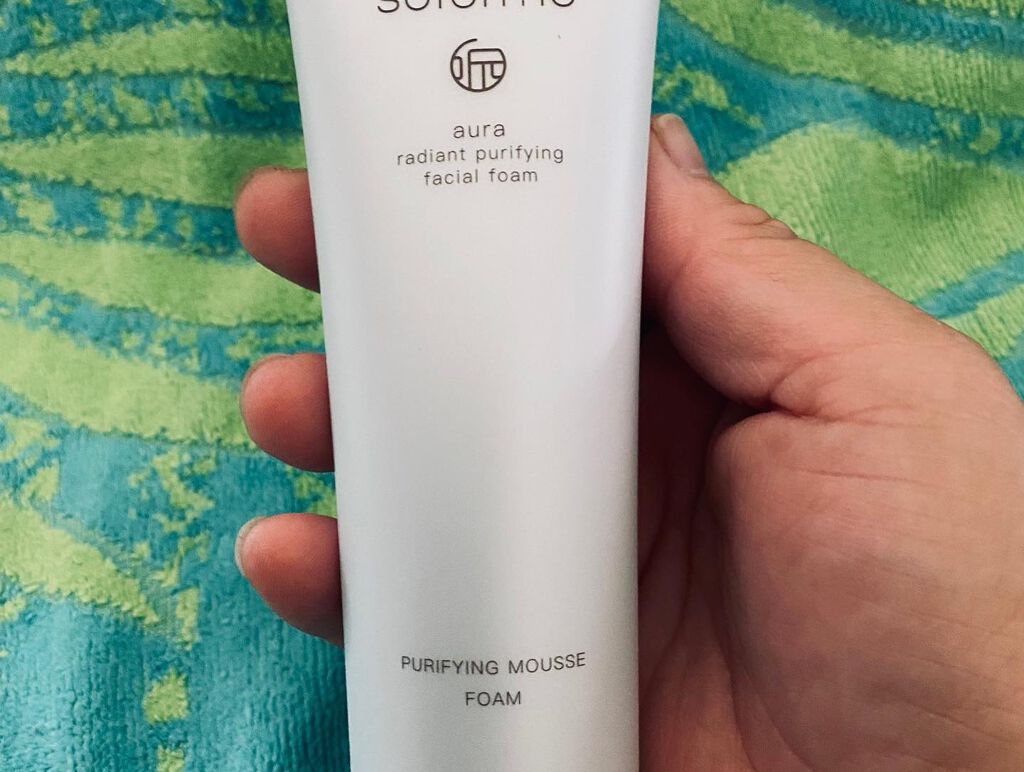 aura
radiant purifying
facial foam
PURIFYING MOUSSE
FOAM